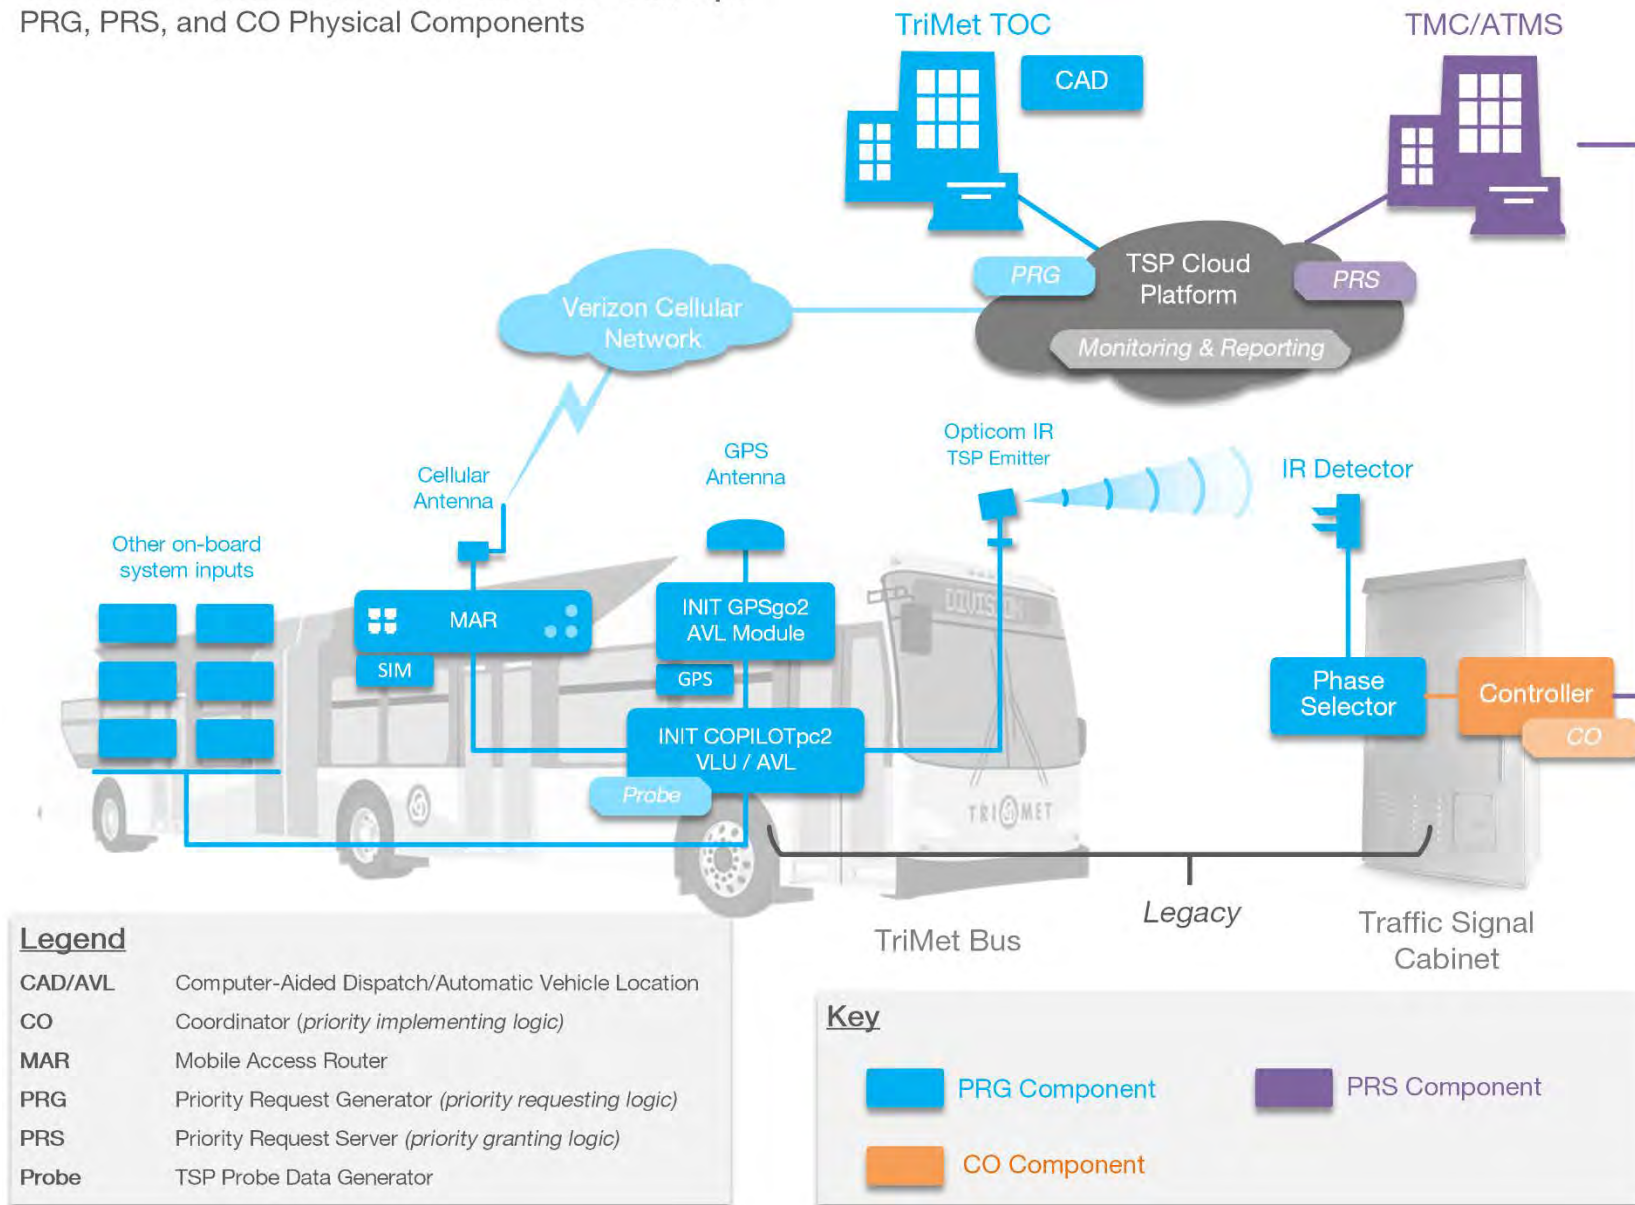 PRG, PRS, and CO Physical Components
TriMet TOC
TMC/ATMS
CAD
TSP Cloud
Platform
PRG
PRS
Monitoring & Reporting
Verizon Cellular
Network
Opticom IR
TSP Emitter
GPS
Antenna
IR Detector
Cellular
Antenna
Other on-board
system inputs
MAR
SIM
INIT GPSgo2
AVL Module
GPS
DIVISION
Phase
Selector
Controller
CO
INIT COPILOTpc2
VLU / AVL
Probe
TRI MET
Legacy
TriMet Bus
Traffic Signal
Cabinet
Legend
CAD/AVL Computer-Aided Dispatch/Automatic Vehicle Location
CO Coordinator (priority implementing logic)
MAR Mobile Access Router
PRG Priority Request Generator (priority requesting logic)
PRS Priority Request Server (priority granting logic)
Probe TSP Probe Data Generator
Key
PRG Component
PRS Component
CO Component